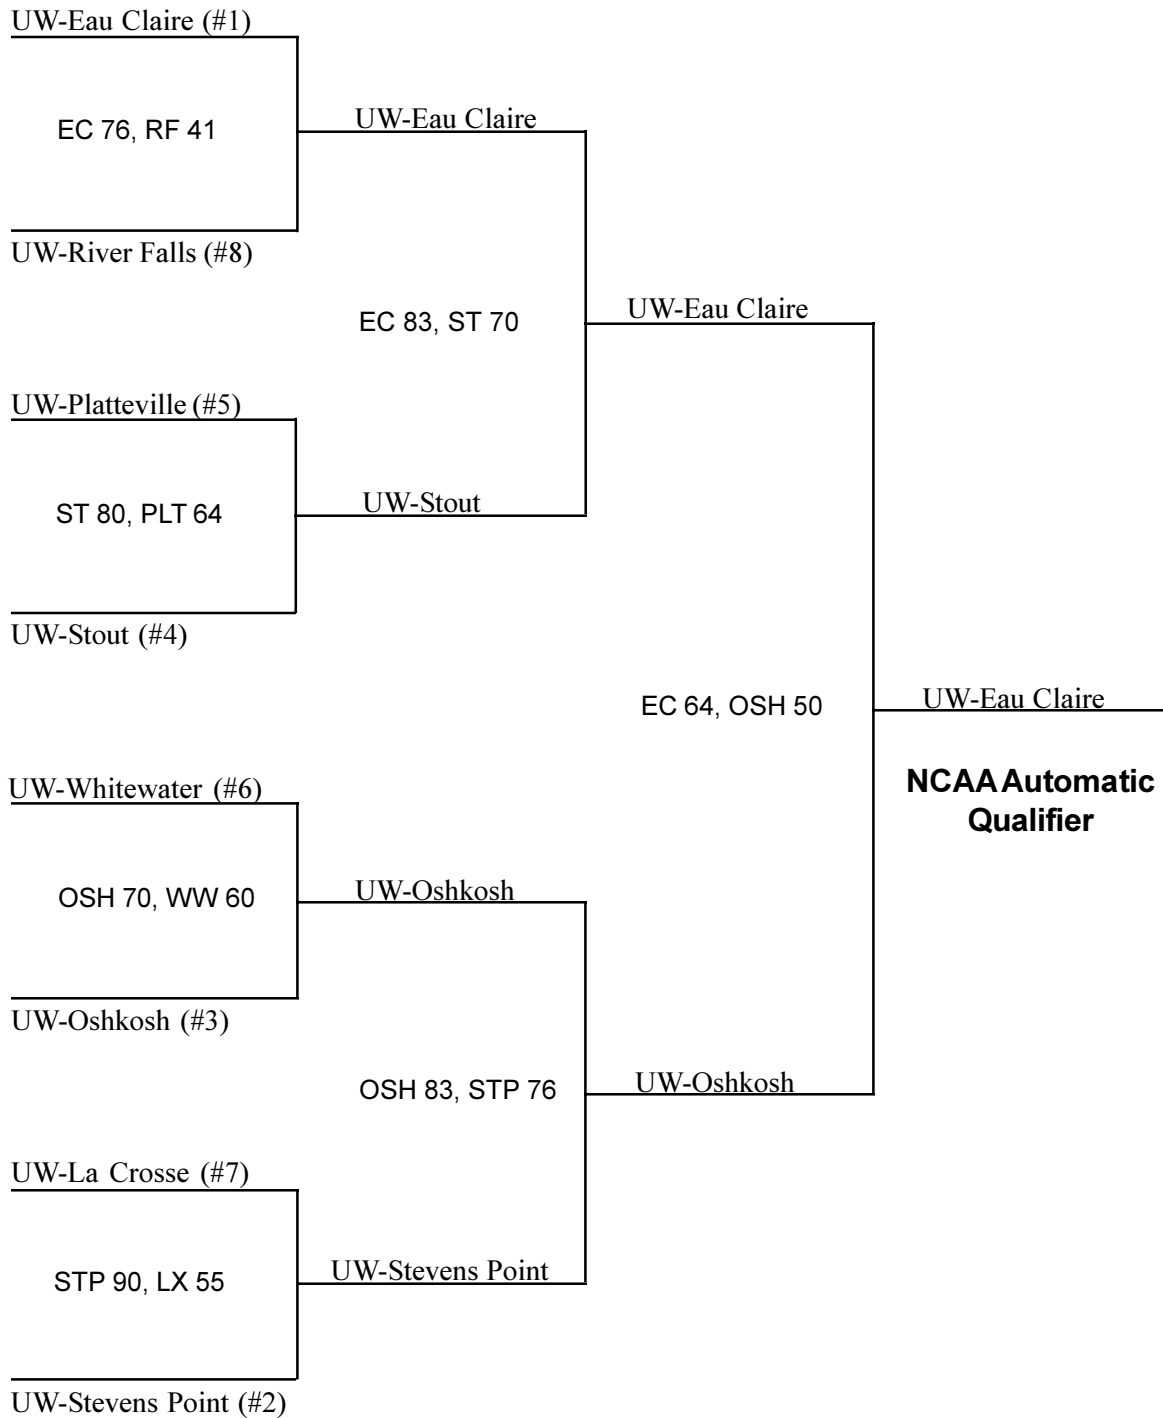 UW-Eau Claire (#1)
EC 76, RF 41
UW-Eau Claire
UW-River Falls (#8)
EC 83, ST 70
UW-Eau Claire
UW-Platteville (#5)
ST 80, PLT 64
UW-Stout
UW-Stout (#4)
EC 64, OSH 50
UW-Eau Claire
NCAA Automatic
Qualifier
UW-Whitewater (#6)
OSH 70, WW 60
UW-Oshkosh
UW-Oshkosh (#3)
OSH 83, STP 76
UW-Oshkosh
UW-La Crosse (#7)
STP 90, LX 55
UW-Stevens Point
UW-Stevens Point (#2)